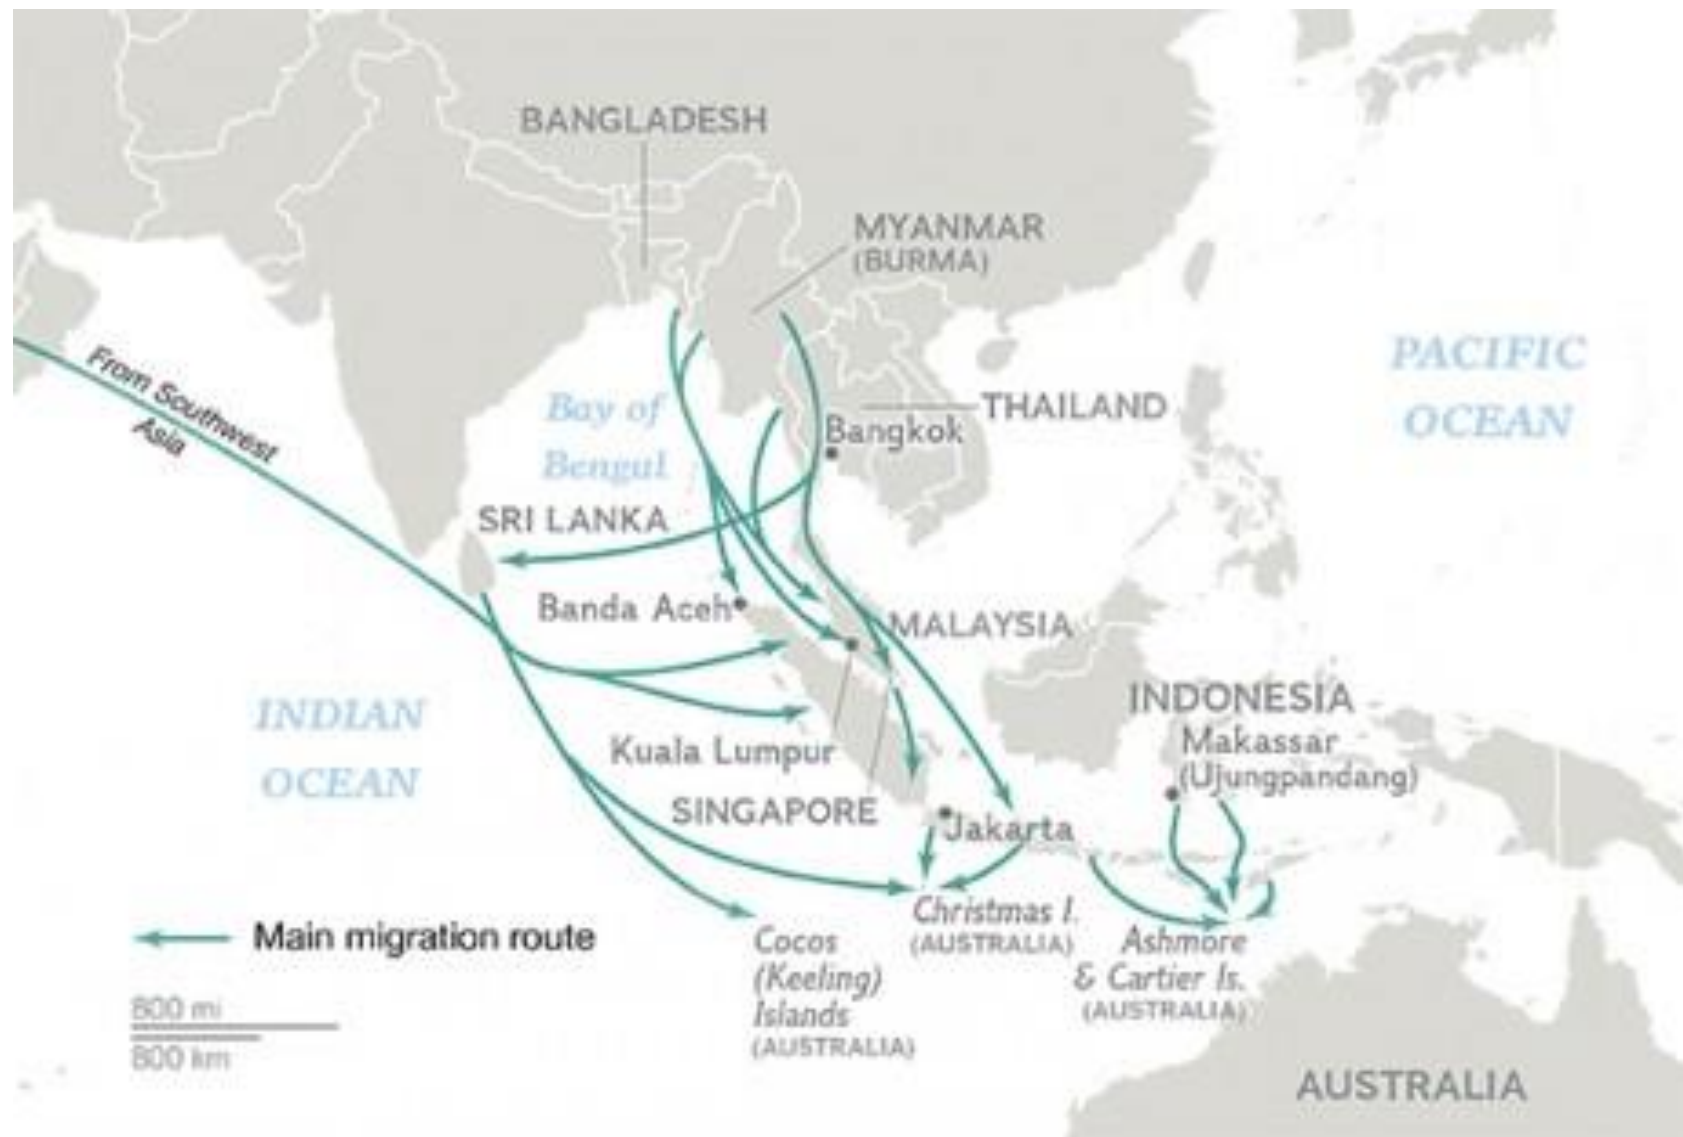 BANGLADESH
MYANMAR
(BURMA)
PACIFIC
OCEAN
From Southwest
Asia
Bay of
Bengal
THAILAND
Bangkok
SRI LANKA
Banda Aceh
MALAYSIA
INDIAN
OCEAN
INDONESIA
Makassar
(Ujungpandang)
Kuala Lumpur
SINGAPORE
Jakarta
Main migration route
Christmas I.
(AUSTRALIA)
Cocos
(Keeling)
Islands
(AUSTRALIA)
Ashmore
& Cartier Is.
(AUSTRALIA)
800 mi
800 km
AUSTRALIA